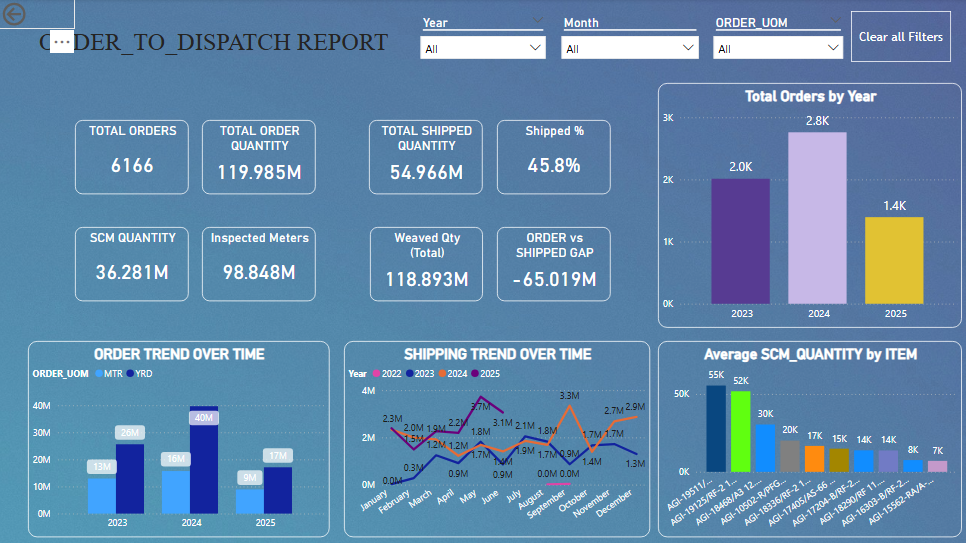 ORDER_TO_DISPATCH REPORT
Year
Month
ORDER_UOM
All
All
All
Clear all Filters
TOTAL ORDERS
6166
TOTAL ORDER
QUANTITY
119.985M
TOTAL SHIPPED
QUANTITY
54.966M
Shipped %
45.8%
SCM QUANTITY
36.281M
Inspected Meters
98.848M
Weaved Qty
(Total)
118.893M
ORDER vs
SHIPPED GAP
-65.019M
Total Orders by Year
3K
2K
1K
0K
2.0K
2.8K
1.4K
2023
2024
2025
ORDER TREND OVER TIME
ORDER_UOM MTR YRD
40M
30M
20M
10M
0M
13M
26M
16M
40M
9M
17M
2023
2024
2025
SHIPPING TREND OVER TIME
Year 2022 2023 2024 2025
4M
2M
0M
2.3M
2.0M
1.9M
2.2M
3.7M
3.1M
2.1M
1.8M
3.3M
1.7M
2.7M
2.9M
0.0M
0.3M
1.5M
1.2M
1.2M
0.9M
1.8M
1.7M
1.4M
0.9M
1.9M
1.7M
0.9M
0.0M
0.0M
1.4M
1.7M
1.3M
January
February
March
April
May
June
July
August
September
October
November
December
Average SCM_QUANTITY by ITEM
50K
0K
55K
52K
30K
20K
17K
15K
14K
14K
8K
7K
AGI-19511/...
AGI-19125/RF-2 1...
AGI-18468/A3 12...
AGI-10502-R/PFG...
AGI-18336/RF-2 1...
AGI-17405/AS-66 ...
AGI-17204-B/RF-2...
AGI-1829/RF 11...
AGI-16303-B/RF-2...
AGI-15562-RA/A-...